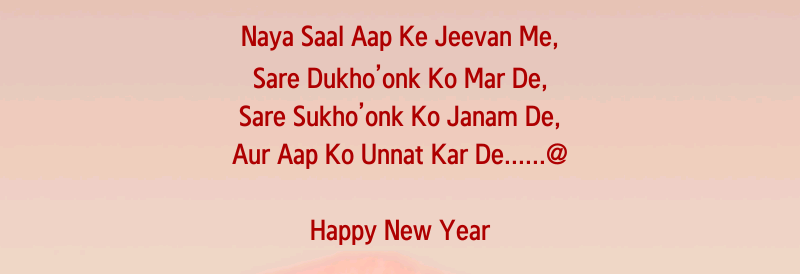 Naya Saal Aap Ke Jeevan Me,
Sare Dukho’onk Ko Mar De,
Sare Sukho’onk Ko Janam De,
Aur Aap Ko Unnat Kar De......@
Happy New Year